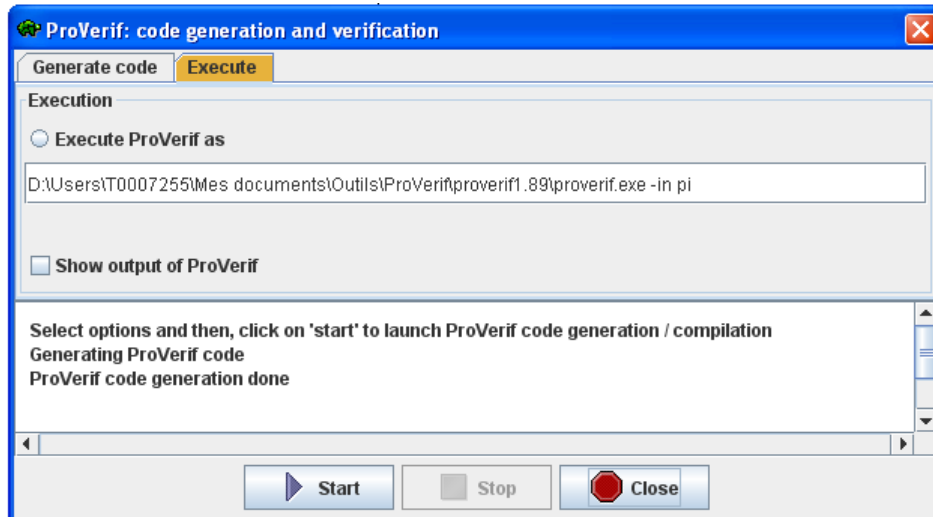 ProVerif: code generation and verification
Generate code Execute
Execution
Execute ProVerif as
D:\Users\T0007255\Mes documents\Outils\ProVerif\proverif1.89\proverif.exe -in pi
Show output of ProVerif
Select options and then, click on 'start' to launch ProVerif code generation / compilation
Generating ProVerif code
ProVerif code generation done
Start Stop Close